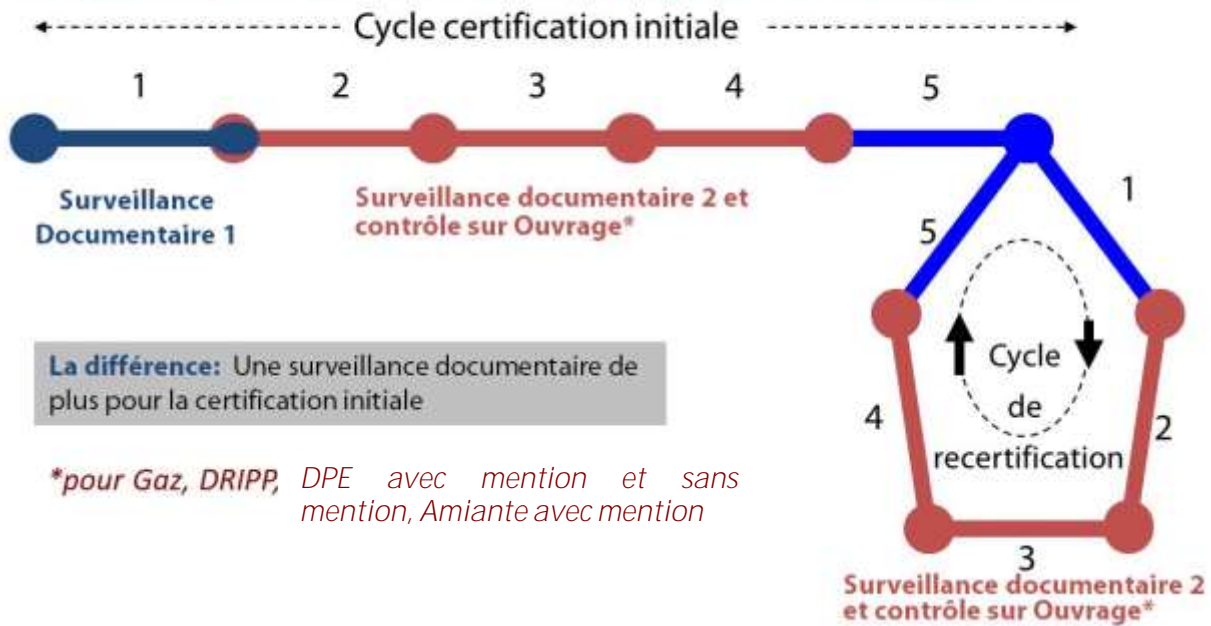 Cycle certification initiale
1 2 3 4 5
Surveillance
Documentaire 1
Surveillance documentaire 2 et
contrôle sur Ouvrage*
5 1
La différence: Une surveillance documentaire de
plus pour la certification initiale
Cycle
de
recertification
4 2
*pour Gaz, DRIPP, DPE avec mention et sans
mention, Amiante avec mention
3
Surveillance documentaire 2
et contrôle sur Ouvrage*